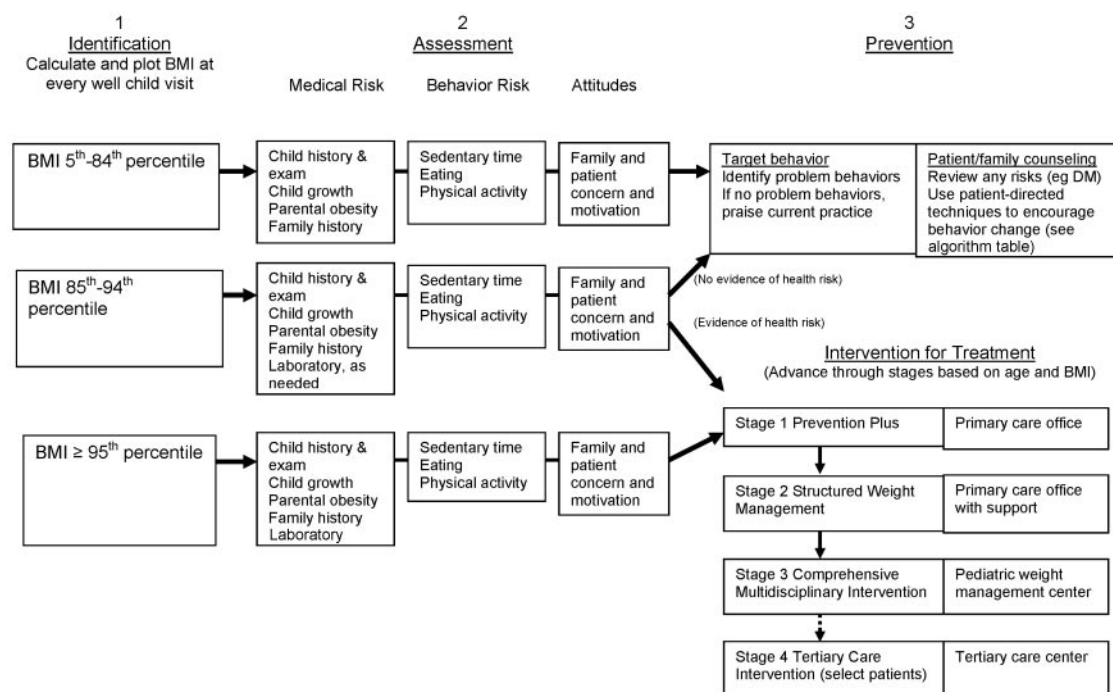 1
Identification
Calculate and plot BMI at
every well child visit
2
Assessment
Medical Risk
Behavior Risk
Attitudes
3
Prevention
BMI 5th-84th percentile
Child history &
exam
Child growth
Parental obesity
Family history
Sedentary time
Eating
Physical activity
Family and
patient
concern and
motivation
Target behavior
Identify problem behaviors
If no problem behaviors,
praise current practice
Patient/family counseling
Review any risks (eg DM)
Use patient-directed
techniques to encourage
behavior change (see
algorithm table)
BMI 85th-94th
percentile
Child history &
exam
Child growth
Parental obesity
Family history
Laboratory, as
needed
Sedentary time
Eating
Physical activity
Family and
patient
concern and
motivation
(No evidence of health risk)
(Evidence of health risk)
Intervention for Treatment
(Advance through stages based on age and BMI)
BMI ≥ 95th percentile
Child history &
exam
Child growth
Parental obesity
Family history
Laboratory
Sedentary time
Eating
Physical activity
Family and
patient
concern and
motivation
Stage 1 Prevention Plus
Primary care office
Stage 2 Structured Weight
Management
Primary care office
with support
Stage 3 Comprehensive
Multidisciplinary Intervention
Pediatric weight
management center
Stage 4 Tertiary Care
Intervention (select patients)
Tertiary care center